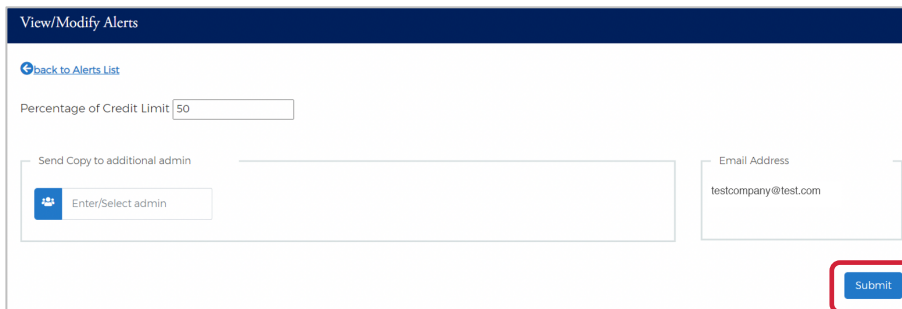 View/Modify Alerts
back to Alerts List
Percentage of Credit Limit 50
Send Copy to additional admin
Enter/Select admin
Email Address
testcompany@test.com
Submit